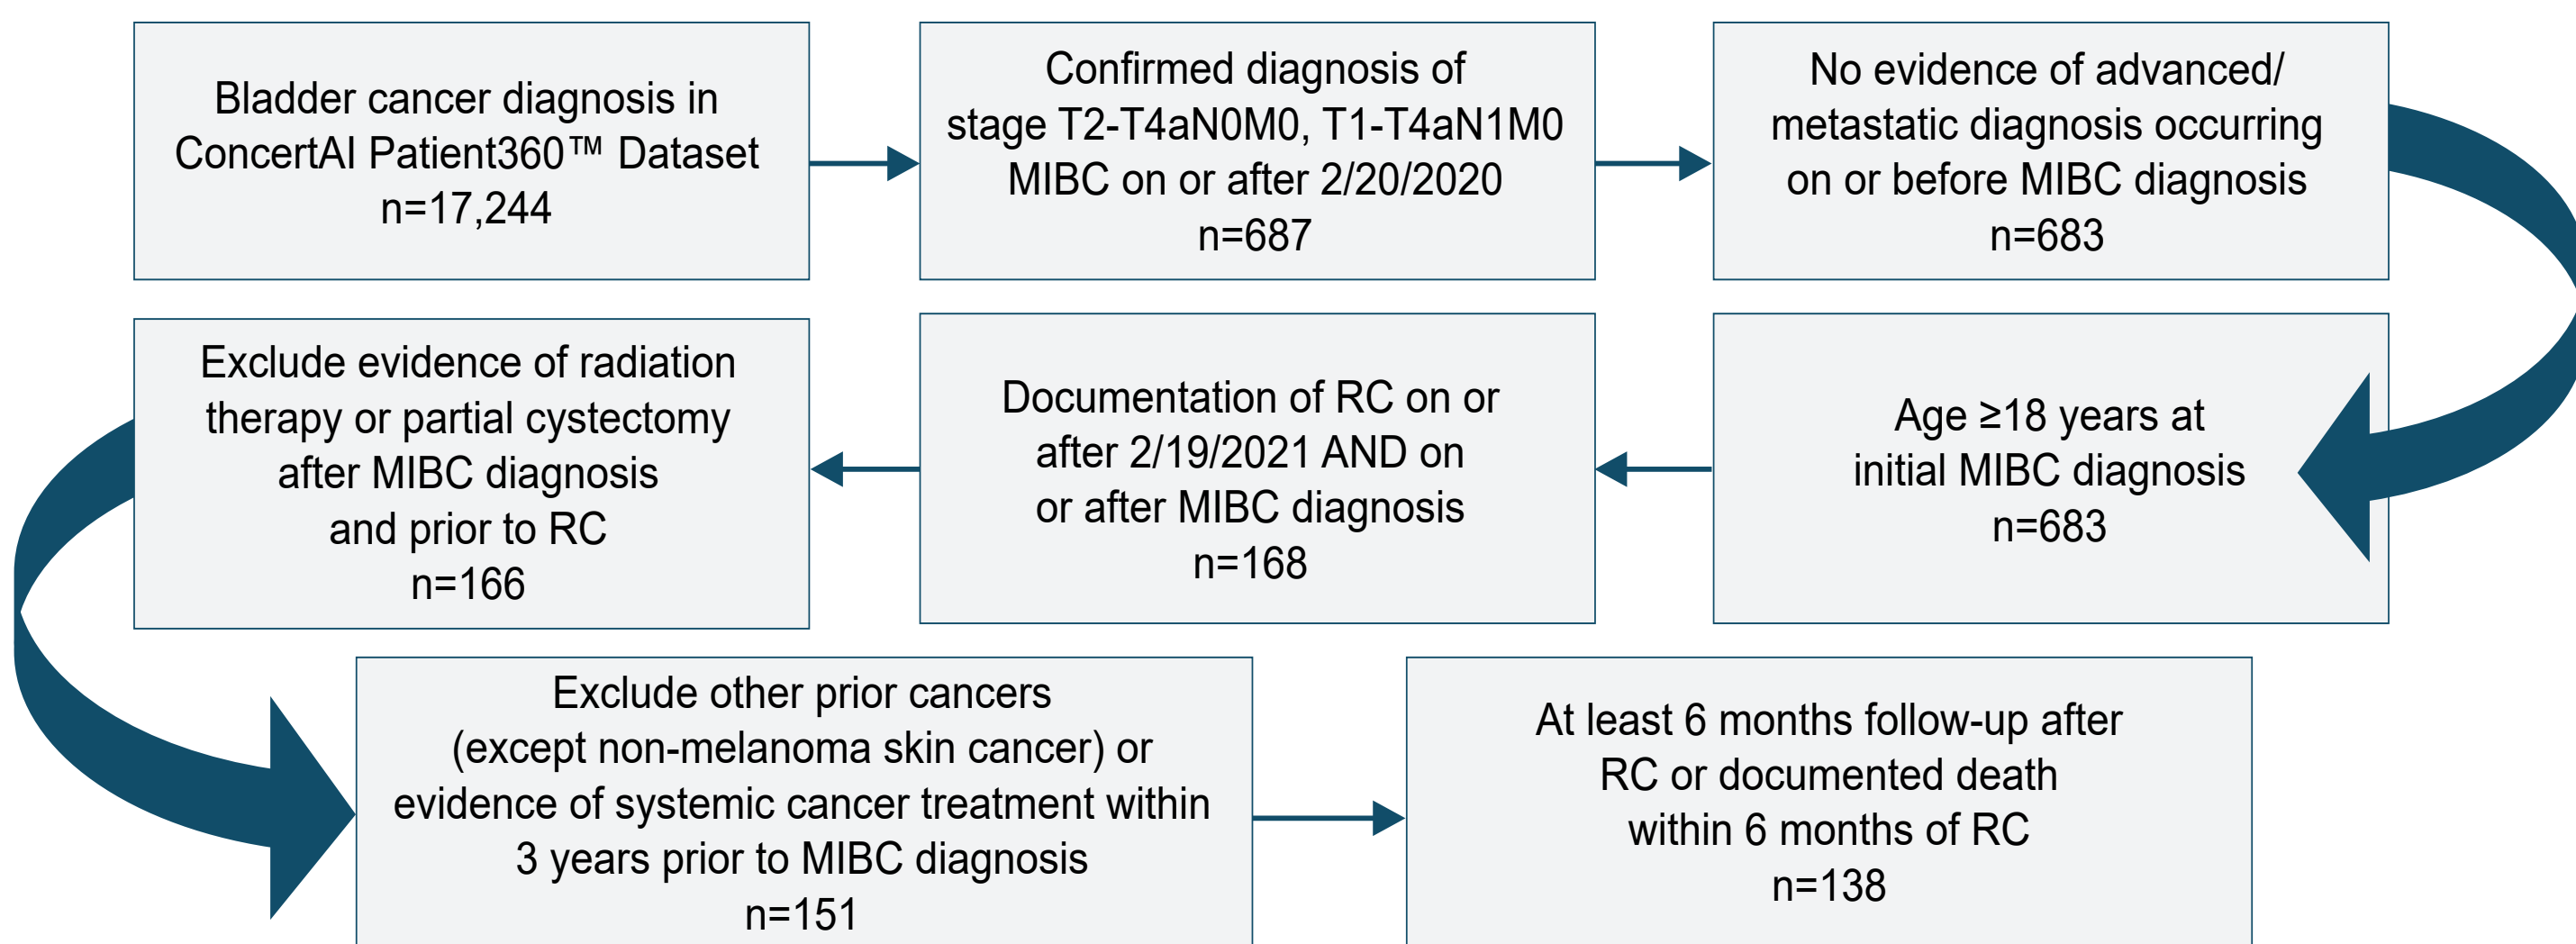 Bladder cancer diagnosis in
ConcertAI Patient360™ Dataset
n=17,244
Confirmed diagnosis of
stage T2-T4aN0M0, T1-T4aN1M0
MIBC on or after 2/20/2020
n=687
No evidence of advanced/
metastatic diagnosis occurring
on or before MIBC diagnosis
n=683
Age ≥18 years at
initial MIBC diagnosis
n=683
Documentation of RC on or
after 2/19/2021 AND on
or after MIBC diagnosis
n=168
Exclude evidence of radiation
therapy or partial cystectomy
after MIBC diagnosis
and prior to RC
n=166
Exclude other prior cancers
(except non-melanoma skin cancer) or
evidence of systemic cancer treatment within
3 years prior to MIBC diagnosis
n=151
At least 6 months follow-up after
RC or documented death
within 6 months of RC
n=138